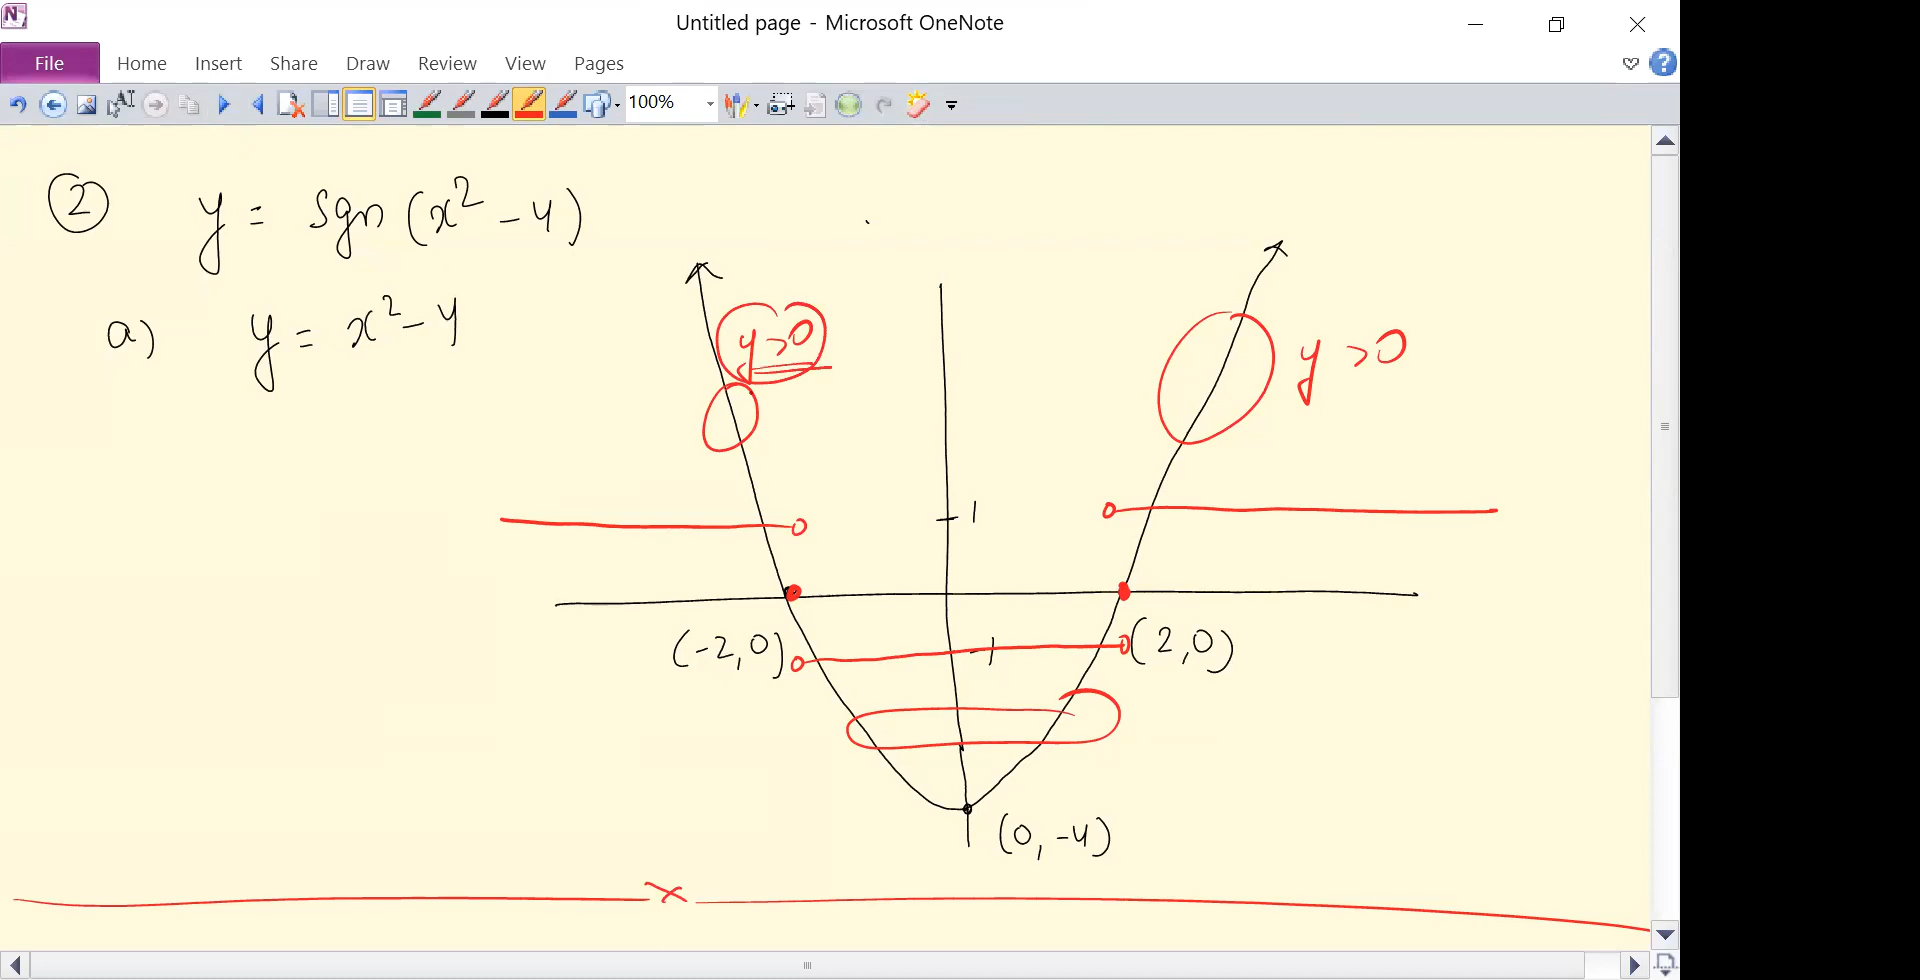 Untitled page - Microsoft OneNote
File Home Insert Share Draw Review View Pages
100%
② y = sgn (x² - 4)
a) y = x² - 4
y > 0
y > 0
1
(-2, 0)
-1
(2, 0)
(0, -4)